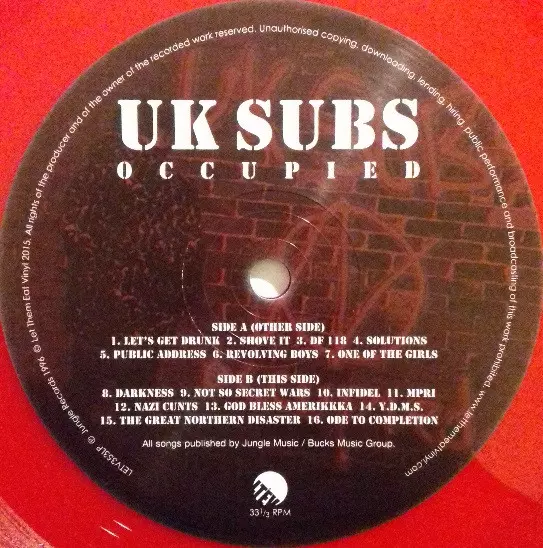 LETV353LP ℗ Jungle Records 1996 © Let Them Eat Vinyl 2015. All rights of the producer and of the owner of the recorded work reserved. Unauthorised copying, downloading, lending, hiring, public performance and broadcasting of this work prohibited. www.letthemeatvinyl.com
UK SUBS
OCCUPIED
SIDE A (OTHER SIDE)
1. LET'S GET DRUNK 2. SHOVE IT 3. DF 118 4. SOLUTIONS
5. PUBLIC ADDRESS 6. REVOLVING BOYS 7. ONE OF THE GIRLS
SIDE B (THIS SIDE)
8. DARKNESS 9. NOT SO SECRET WARS 10. INFIDEL 11. MPRI
12. NAZI CUNTS 13. GOD BLESS AMERIKKKA 14. Y.D.M.S.
15. THE GREAT NORTHERN DISASTER 16. ODE TO COMPLETION
All songs published by Jungle Music / Bucks Music Group.
LTEV
33 1/3 RPM